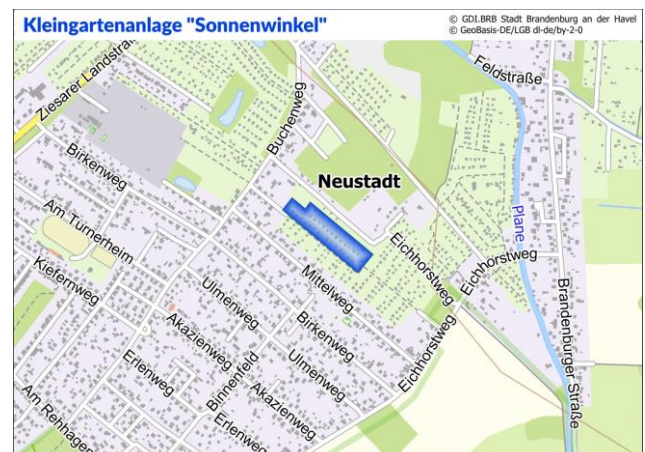 Kleingartenanlage "Sonnenwinkel"
© GDI.BRB Stadt Brandenburg an der Havel
© GeoBasis-DE/LGB dl-de/by-2-0
Ziesarer Landstraße
Feldstraße
Buchenweg
Birkenweg
Neustadt
Plane
Am Turnerheim
Eichhorstweg
Eichhorstweg
Kiefernweg
Mittelweg
Ulmenweg
Brandenburger Straße
Akazienweg
Birkenweg
Eichhorstweg
Erlenweg
Binnenfeld
Ulmenweg
Akazienweg
Am Rehhagen
Erlenweg